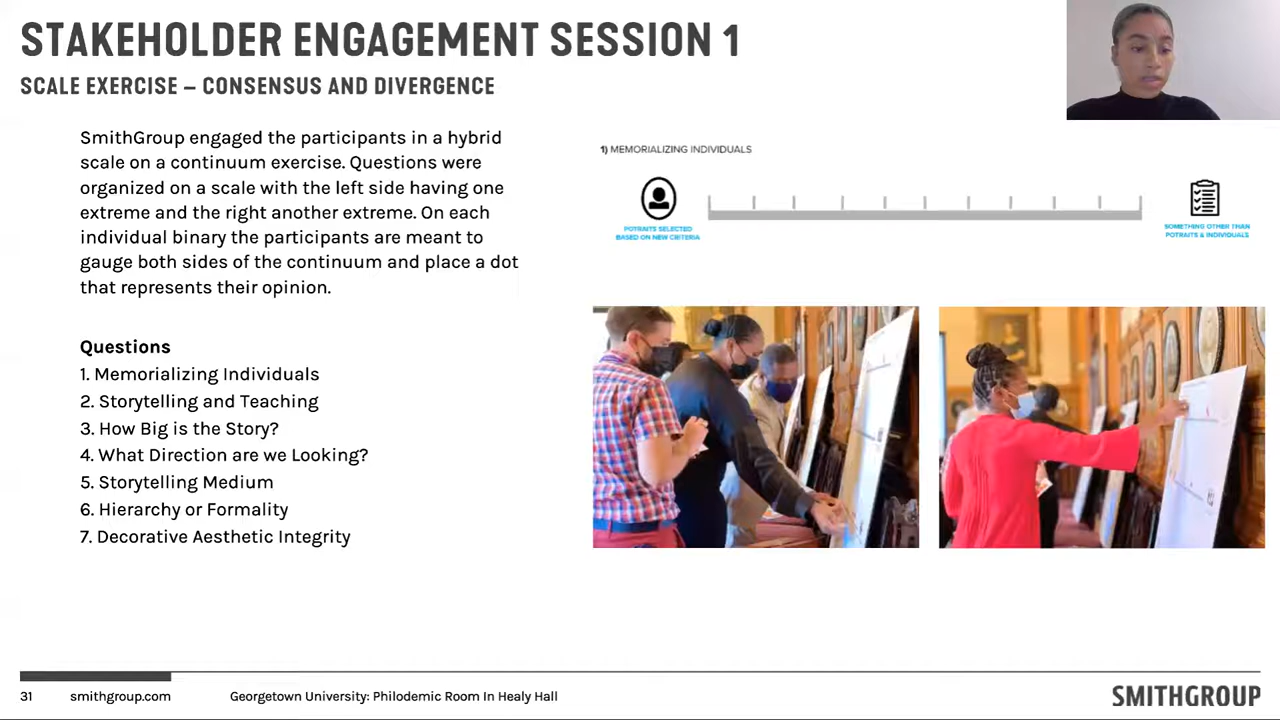 STAKEHOLDER ENGAGEMENT SESSION 1
SCALE EXERCISE – CONSENSUS AND DIVERGENCE
SmithGroup engaged the participants in a hybrid
scale on a continuum exercise. Questions were
organized on a scale with the left side having one
extreme and the right another extreme. On each
individual binary the participants are meant to
gauge both sides of the continuum and place a dot
that represents their opinion.
Questions
1. Memorializing Individuals
2. Storytelling and Teaching
3. How Big is the Story?
4. What Direction are we Looking?
5. Storytelling Medium
6. Hierarchy or Formality
7. Decorative Aesthetic Integrity
1) MEMORIALIZING INDIVIDUALS
POTRAITS SELECTED
BASED ON NEW CRITERIA
SOMETHING OTHER THAN
POTRAITS & INDIVIDUALS
31 smithgroup.com Georgetown University: Philodemic Room In Healy Hall
SMITHGROUP